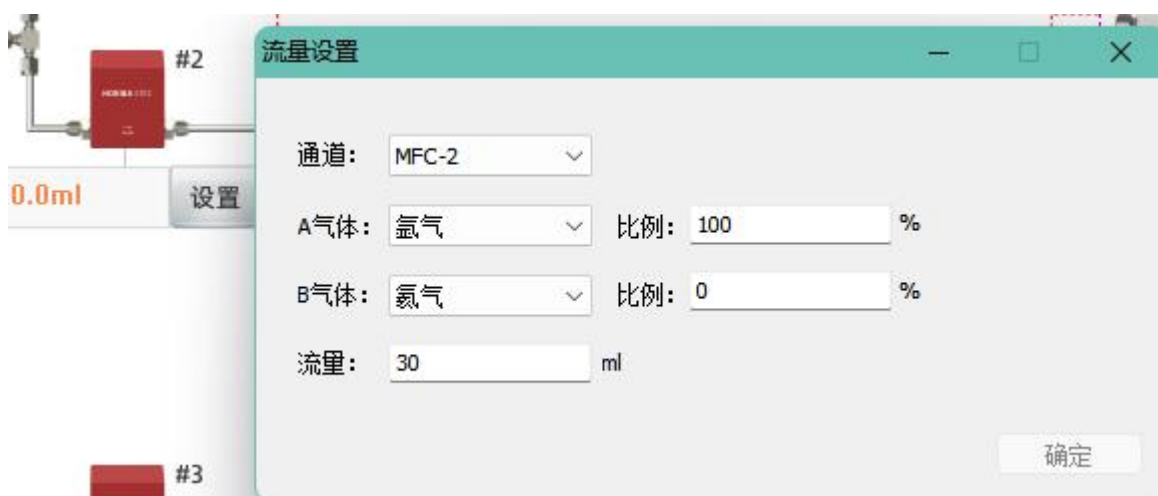 #2
流量设置
HORIBA
通道： MFC-2
0.0ml 设置
A气体： 氩气 比例： 100 %
B气体： 氦气 比例： 0 %
流量： 30 ml
确定
#3